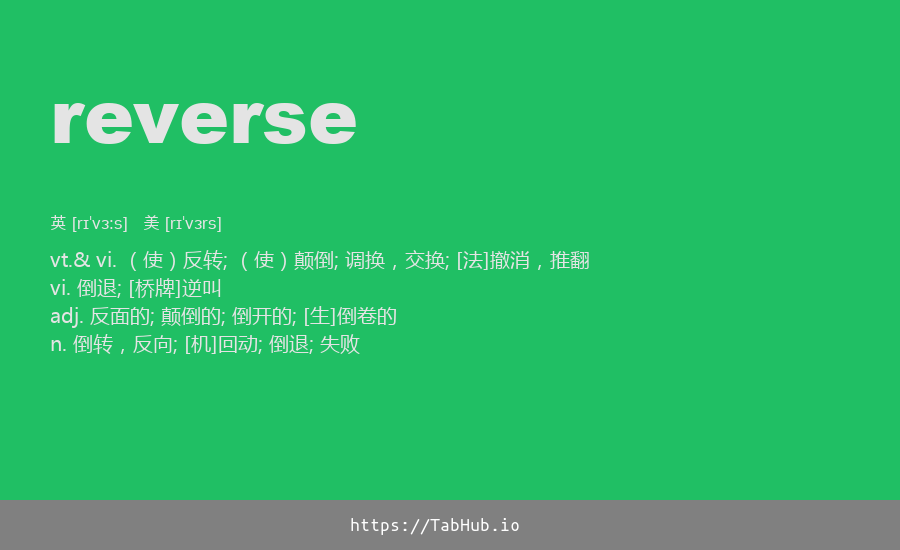 reverse
英 [rɪˈvɜːs] 美 [rɪˈvɜrs]
vt.& vi. （使）反转; （使）颠倒; 调换，交换; [法]撤消，推翻
vi. 倒退; [桥牌]逆叫
adj. 反面的; 颠倒的; 倒开的; [生]倒卷的
n. 倒转，反向; [机]回动; 倒退; 失败
https://TabHub.io